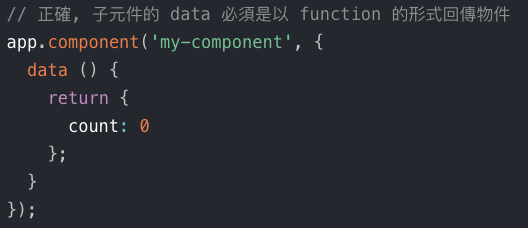 // 正確, 子元件的 data 必須是以 function 的形式回傳物件
app.component('my-component', {
  data () {
    return {
      count: 0
    };
  }
});